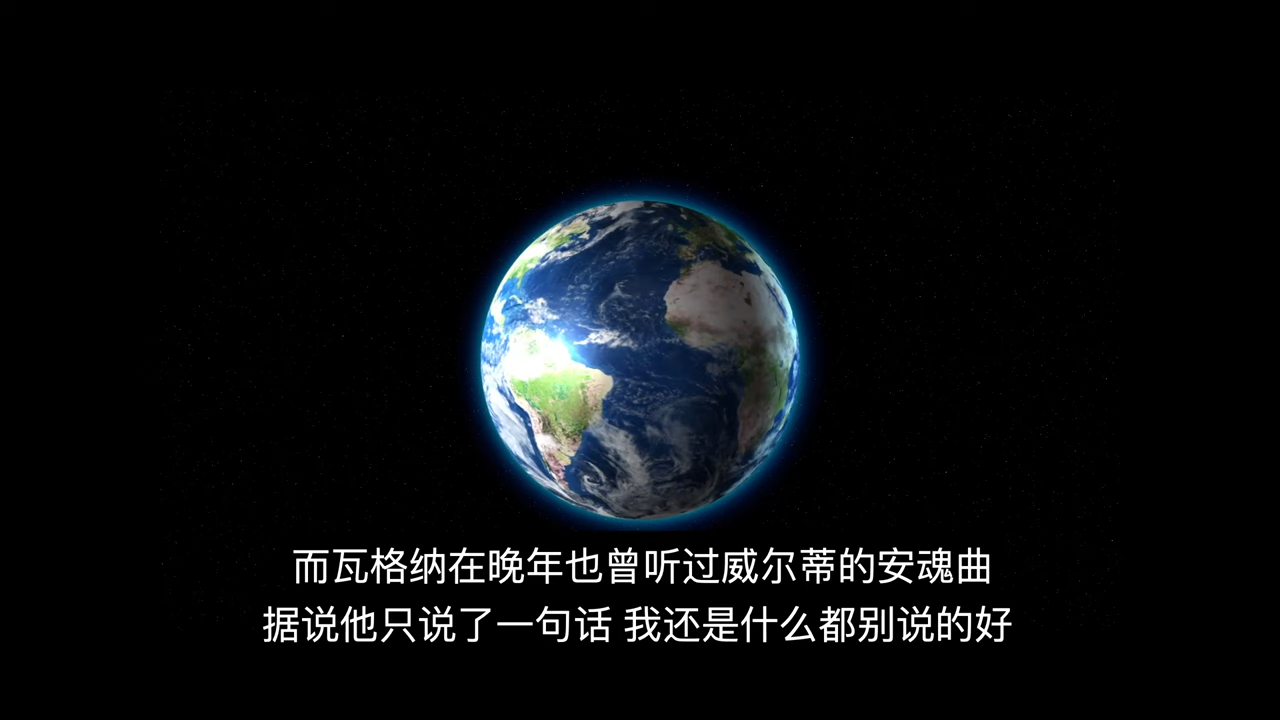 而瓦格纳在晚年也曾听过威尔蒂的安魂曲
据说他只说了一句话 我还是什么都别说的好